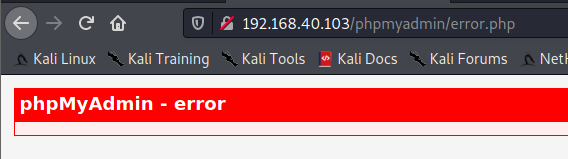 192.168.40.103/phpmyadmin/error.php
Kali Linux Kali Training Kali Tools Kali Docs Kali Forums
phpMyAdmin - error